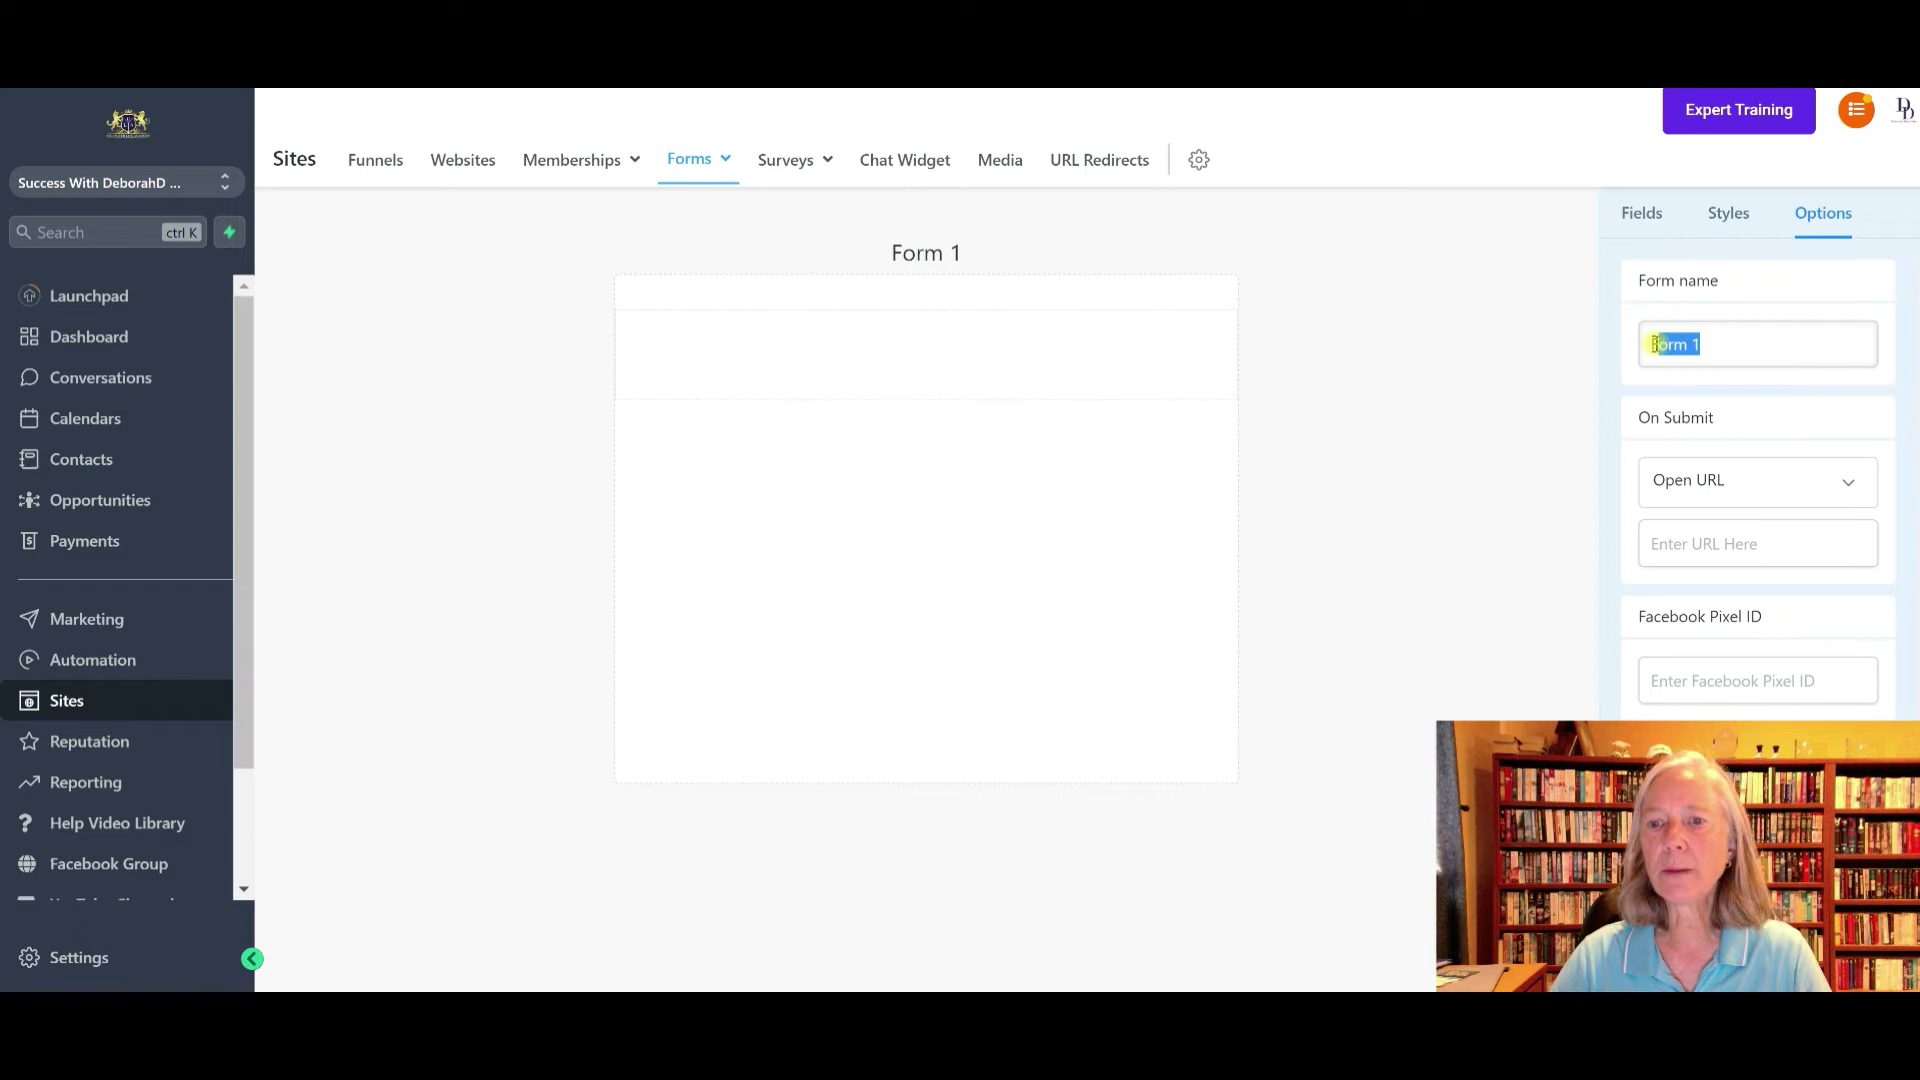 Expert Training
Sites
Funnels
Websites
Memberships
Forms
Surveys
Chat Widget
Media
URL Redirects
Success With DeborahD ...
Search
ctrl K
Launchpad
Dashboard
Conversations
Calendars
Contacts
Opportunities
Payments
Marketing
Automation
Sites
Reputation
Reporting
Help Video Library
Facebook Group
Settings
Form 1
Fields
Styles
Options
Form name
Form 1
On Submit
Open URL
Enter URL Here
Facebook Pixel ID
Enter Facebook Pixel ID